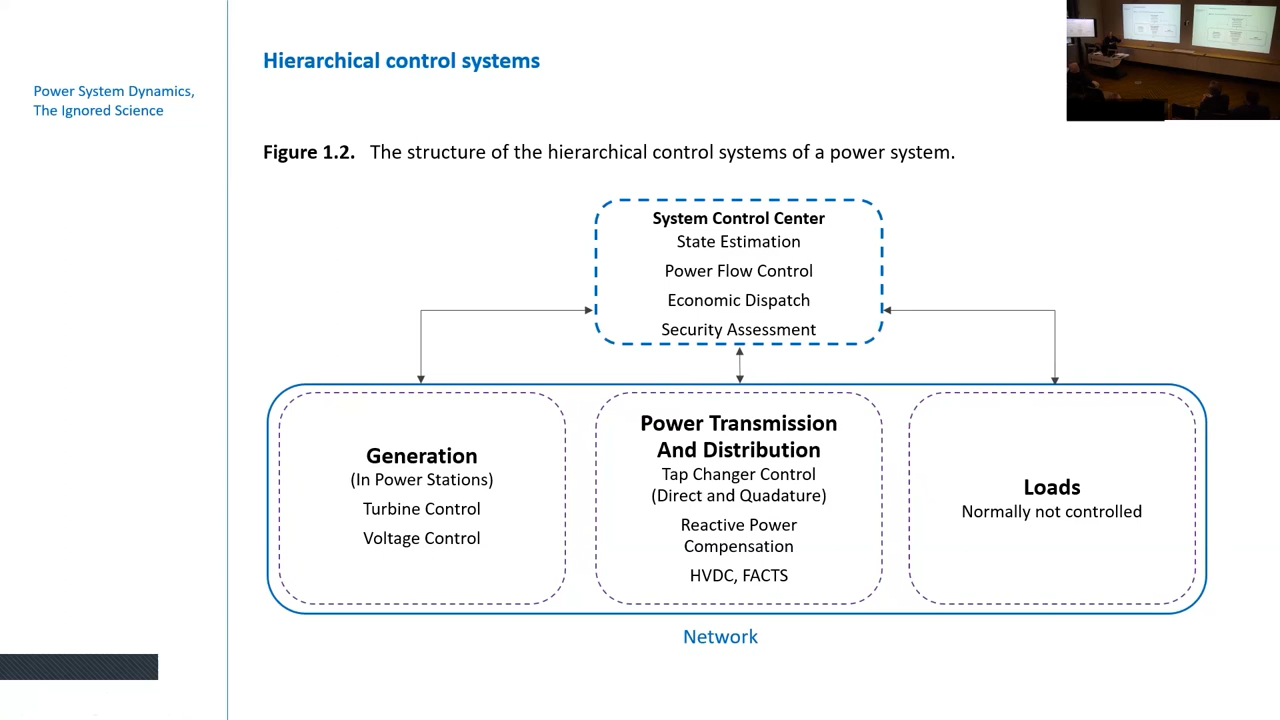 Hierarchical control systems
Power System Dynamics,
The Ignored Science
Figure 1.2. The structure of the hierarchical control systems of a power system.
System Control Center
State Estimation
Power Flow Control
Economic Dispatch
Security Assessment
Generation
(In Power Stations)
Turbine Control
Voltage Control
Power Transmission
And Distribution
Tap Changer Control
(Direct and Quadature)
Reactive Power
Compensation
HVDC, FACTS
Loads
Normally not controlled
Network